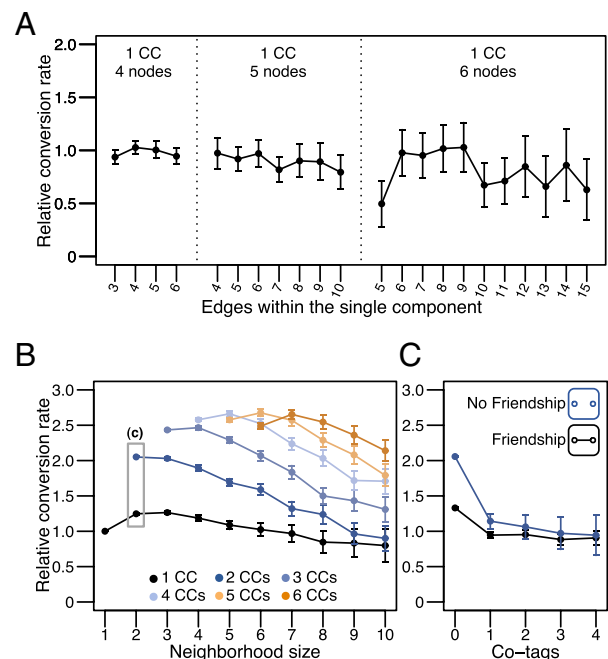 A
Relative conversion rate
2.0
1.5
1.0
0.5
0
1 CC
4 nodes
1 CC
5 nodes
1 CC
6 nodes
3 4 5 6 4 5 6 7 8 9 10 5 6 7 8 9 10 11 12 13 14 15
Edges within the single component
B
Relative conversion rate
3.0
2.5
2.0
1.5
1.0
0.5
0
(c)
1 CC 2 CCs 3 CCs
4 CCs 5 CCs 6 CCs
1 2 3 4 5 6 7 8 9 10
Neighborhood size
C
3.0
2.5
2.0
1.5
1.0
0.5
0
No Friendship
Friendship
0 1 2 3 4
Co−tags